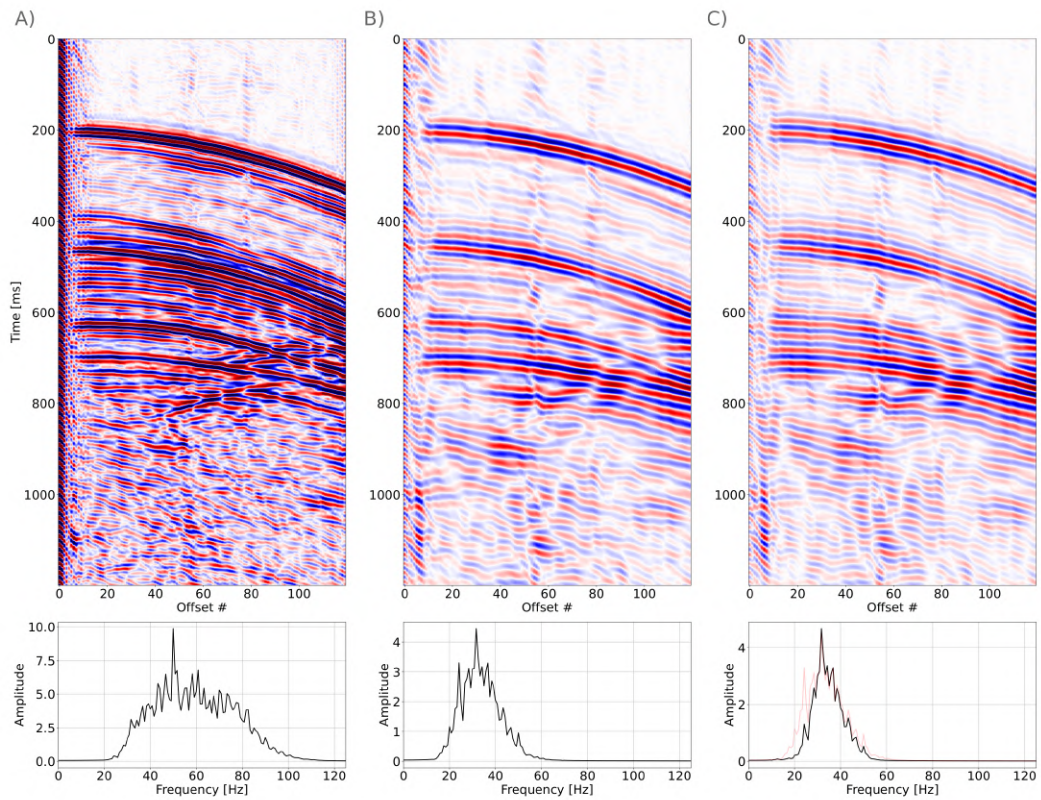 A) B) C)
0 0 0
200 200 200
400 400 400
600 600 600
800 800 800
1000 1000 1000
Time [ms]
0 20 40 60 80 100 0 20 40 60 80 100 0 20 40 60 80 100
Offset # Offset # Offset #
10.0
7.5
5.0
2.5
0.0
Amplitude
0 20 40 60 80 100 120
Frequency [Hz]
4
3
2
1
0
Amplitude
0 20 40 60 80 100 120
Frequency [Hz]
4
2
0
Amplitude
0 20 40 60 80 100 120
Frequency [Hz]